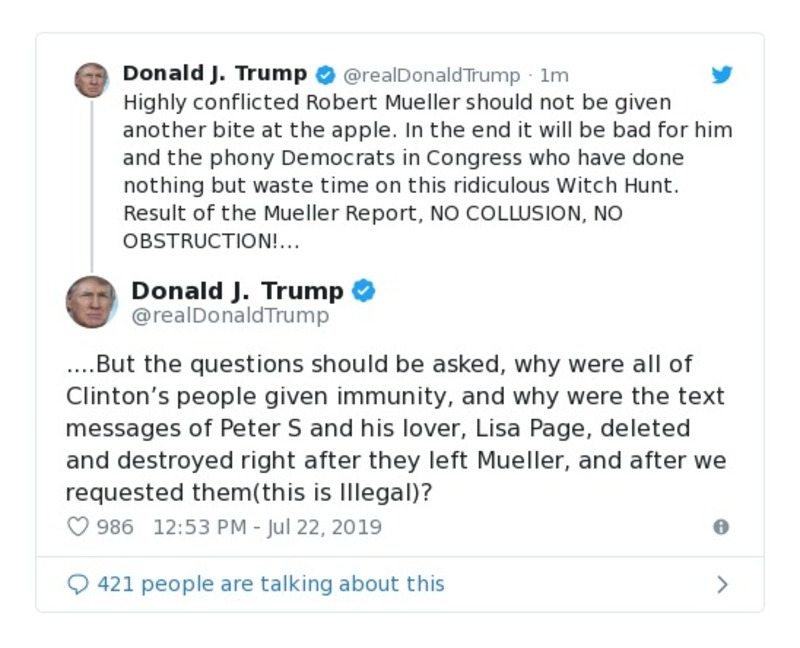 Donald J. Trump @realDonaldTrump · 1m
Highly conflicted Robert Mueller should not be given
another bite at the apple. In the end it will be bad for him
and the phony Democrats in Congress who have done
nothing but waste time on this ridiculous Witch Hunt.
Result of the Mueller Report, NO COLLUSION, NO
OBSTRUCTION!...
Donald J. Trump
@realDonaldTrump
....But the questions should be asked, why were all of
Clinton’s people given immunity, and why were the text
messages of Peter S and his lover, Lisa Page, deleted
and destroyed right after they left Mueller, and after we
requested them(this is Illegal)?
986 12:53 PM - Jul 22, 2019
421 people are talking about this